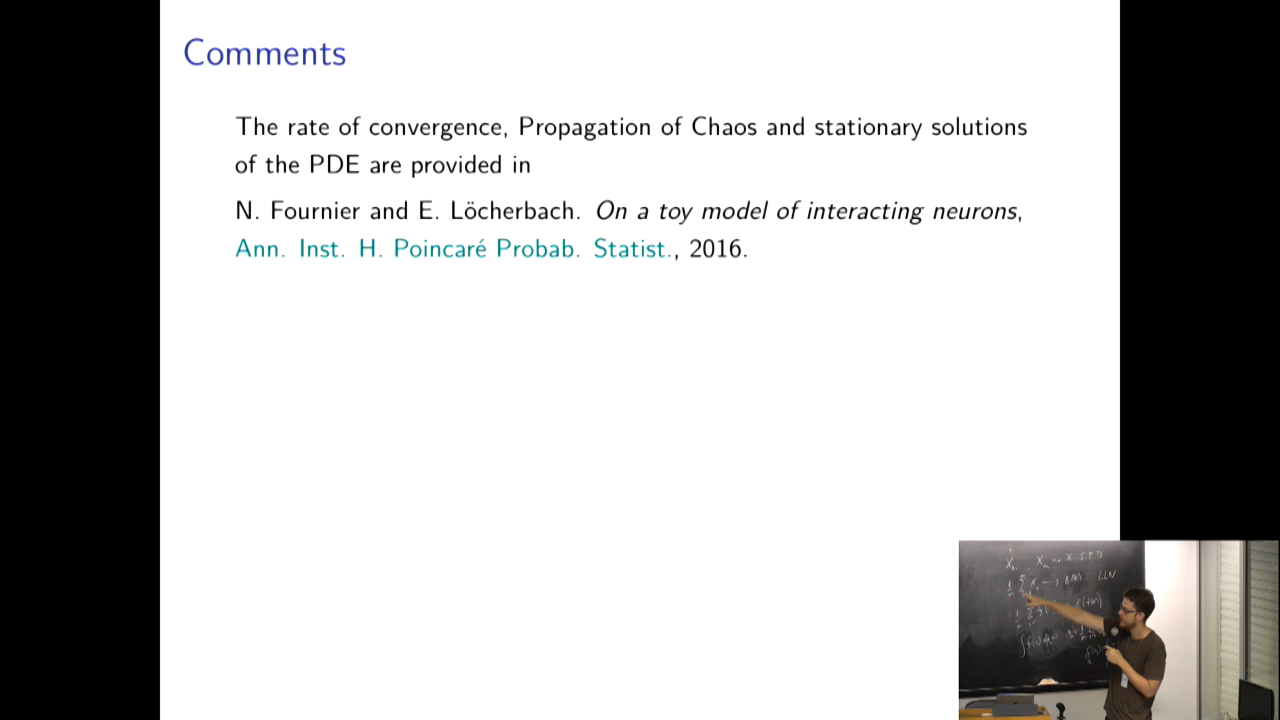 Comments
The rate of convergence, Propagation of Chaos and stationary solutions
of the PDE are provided in
N. Fournier and E. Löcherbach. On a toy model of interacting neurons,
Ann. Inst. H. Poincaré Probab. Statist., 2016.
LLN